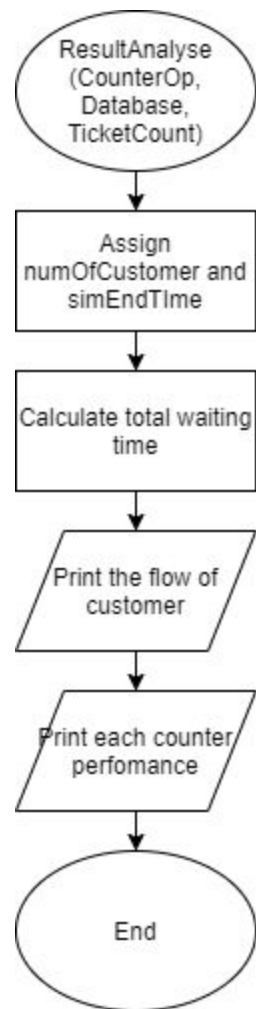 ResultAnalyse
(CounterOp,
Database,
TicketCount)
Assign
numOfCustomer and
simEndTIme
Calculate total waiting
time
Print the flow of
customer
Print each counter
perfomance
End